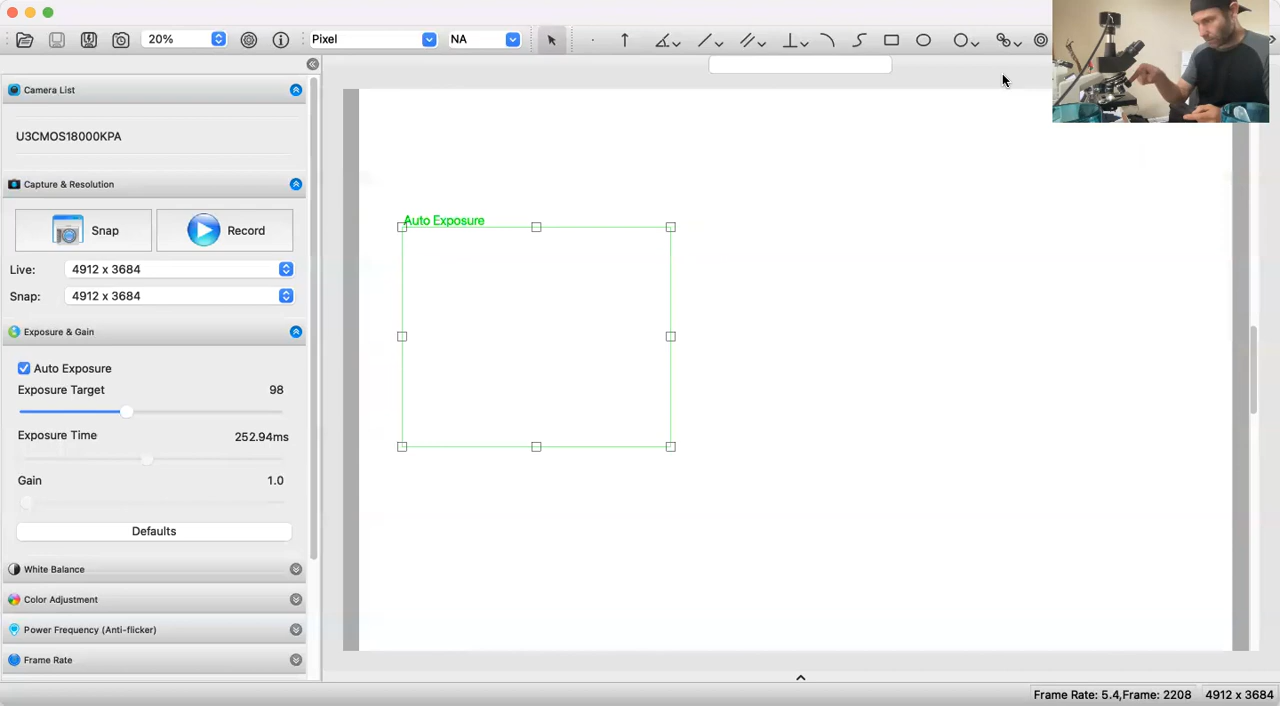 20%
Pixel
NA
Camera List
U3CMOS18000KPA
Capture & Resolution
Snap
Record
Live:
4912 x 3684
Snap:
4912 x 3684
Exposure & Gain
Auto Exposure
Exposure Target
98
Exposure Time
252.94ms
Gain
1.0
Defaults
White Balance
Color Adjustment
Power Frequency (Anti-flicker)
Frame Rate
Auto Exposure
Frame Rate: 5.4,Frame: 2208
4912 x 3684